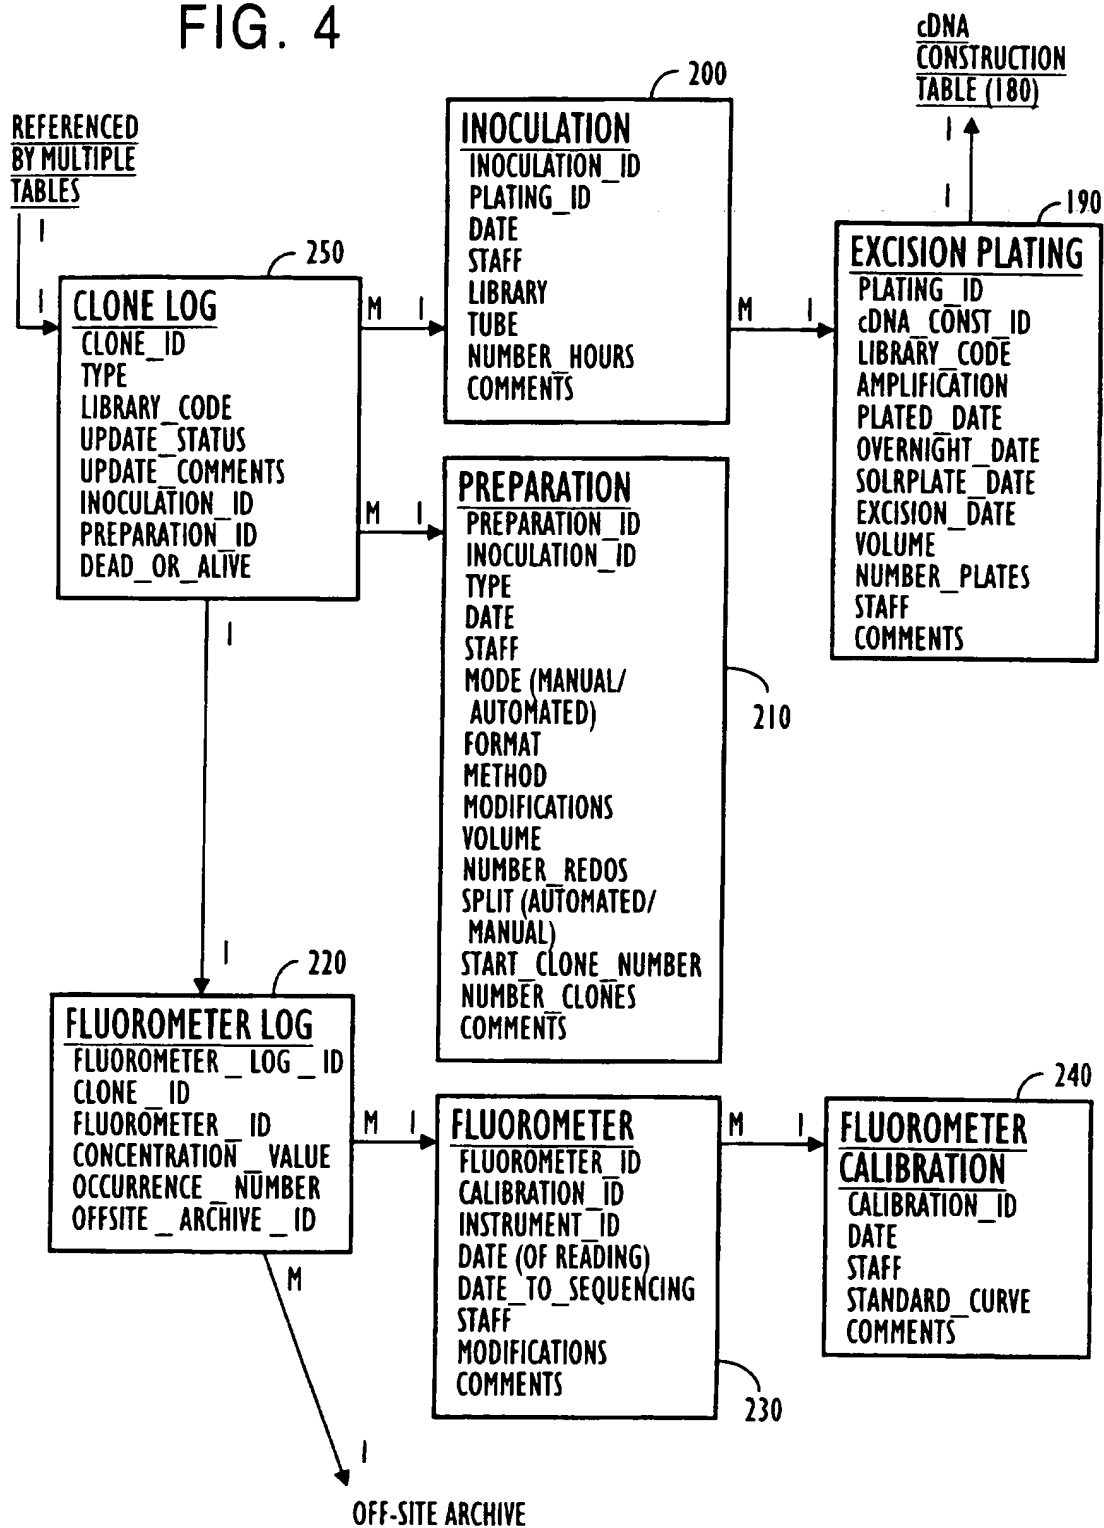 FIG. 4
cDNA
CONSTRUCTION
TABLE (180)
1
1
REFERENCED
BY MULTIPLE
TABLES
1
1
250
CLONE LOG
CLONE_ID
TYPE
LIBRARY_CODE
UPDATE_STATUS
UPDATE_COMMENTS
INOCULATION_ID
PREPARATION_ID
DEAD_OR_ALIVE
M 1
M 1
1
1
200
INOCULATION
INOCULATION_ID
PLATING_ID
DATE
STAFF
LIBRARY
TUBE
NUMBER_HOURS
COMMENTS
M 1
190
EXCISION PLATING
PLATING_ID
cDNA_CONST_ID
LIBRARY_CODE
AMPLIFICATION
PLATED_DATE
OVERNIGHT_DATE
SOLRPLATE_DATE
EXCISION_DATE
VOLUME
NUMBER_PLATES
STAFF
COMMENTS
PREPARATION
PREPARATION_ID
INOCULATION_ID
TYPE
DATE
STAFF
MODE (MANUAL/
AUTOMATED)
FORMAT
METHOD
MODIFICATIONS
VOLUME
NUMBER_REDOS
SPLIT (AUTOMATED/
MANUAL)
START_CLONE_NUMBER
NUMBER_CLONES
COMMENTS
210
220
FLUOROMETER LOG
FLUOROMETER_LOG_ID
CLONE_ID
FLUOROMETER_ID
CONCENTRATION_VALUE
OCCURRENCE_NUMBER
OFFSITE_ARCHIVE_ID
M 1
M
1
OFF-SITE ARCHIVE
FLUOROMETER
FLUOROMETER_ID
CALIBRATION_ID
INSTRUMENT_ID
DATE (OF READING)
DATE_TO_SEQUENCING
STAFF
MODIFICATIONS
COMMENTS
230
M 1
240
FLUOROMETER
CALIBRATION
CALIBRATION_ID
DATE
STAFF
STANDARD_CURVE
COMMENTS